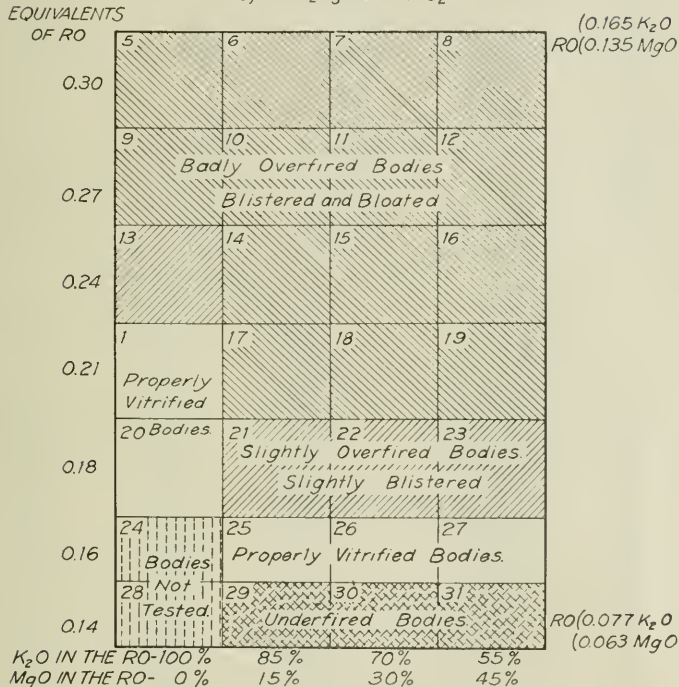 EQUIVALENTS
OF RO
(0.165 K₂O
RO(0.135 MgO
5 6 7 8
0.30
9 10 11 12
Badly Overfired Bodies
Blistered and Bloated
0.27
13 14 15 16
0.24
1 17 18 19
0.21
Properly
Vitrified
20 Bodies. 21 22 23
Slightly Overfired Bodies.
0.18
Slightly Blistered
24 25 26 27
0.16
Properly Vitrified Bodies.
Bodies
Not
Tested.
28 29 30 31
Underfired Bodies.
0.14
RO(0.077 K₂O
(0.063 MgO
K₂O IN THE RO-100% 85% 70% 55%
MgO IN THE RO- 0% 15% 30% 45%